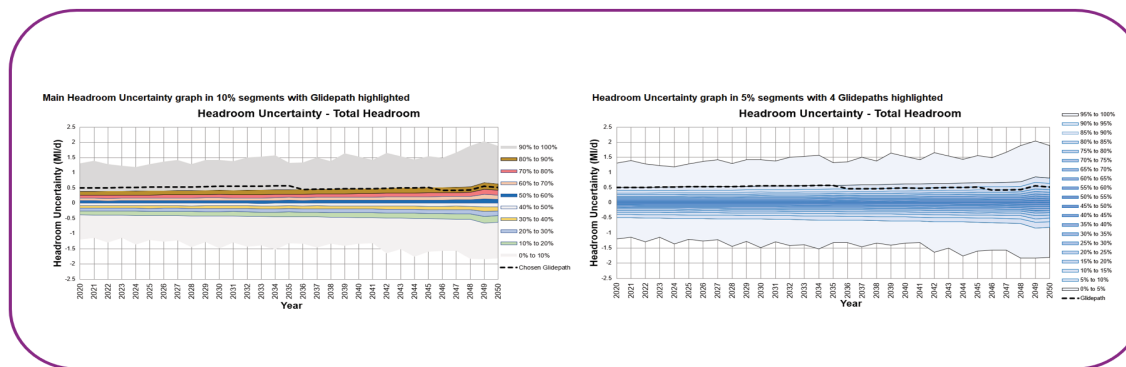 Main Headroom Uncertainty graph in 10% segments with Glidepath highlighted
Headroom Uncertainty - Total Headroom
Headroom Uncertainty (Ml/d)
2.5
2
1.5
1
0.5
0
-0.5
-1
-1.5
-2
-2.5
2020
2021
2022
2023
2024
2025
2026
2027
2028
2029
2030
2031
2032
2033
2034
2035
2036
2037
2038
2039
2040
2041
2042
2043
2044
2045
2046
2047
2048
2049
2050
Year
90% to 100%
80% to 90%
70% to 80%
60% to 70%
50% to 60%
40% to 50%
30% to 40%
20% to 30%
10% to 20%
0% to 10%
Chosen Glidepath
Headroom Uncertainty graph in 5% segments with 4 Glidepaths highlighted
Headroom Uncertainty - Total Headroom
Headroom Uncertainty (Ml/d)
2.5
2
1.5
1
0.5
0
-0.5
-1
-1.5
-2
-2.5
2020
2021
2022
2023
2024
2025
2026
2027
2028
2029
2030
2031
2032
2033
2034
2035
2036
2037
2038
2039
2040
2041
2042
2043
2044
2045
2046
2047
2048
2049
2050
Year
95% to 100%
90% to 95%
85% to 90%
80% to 85%
75% to 80%
70% to 75%
65% to 70%
60% to 65%
55% to 60%
50% to 55%
45% to 50%
40% to 45%
35% to 40%
30% to 35%
25% to 30%
20% to 25%
15% to 20%
10% to 15%
5% to 10%
0% to 5%
Glidepath